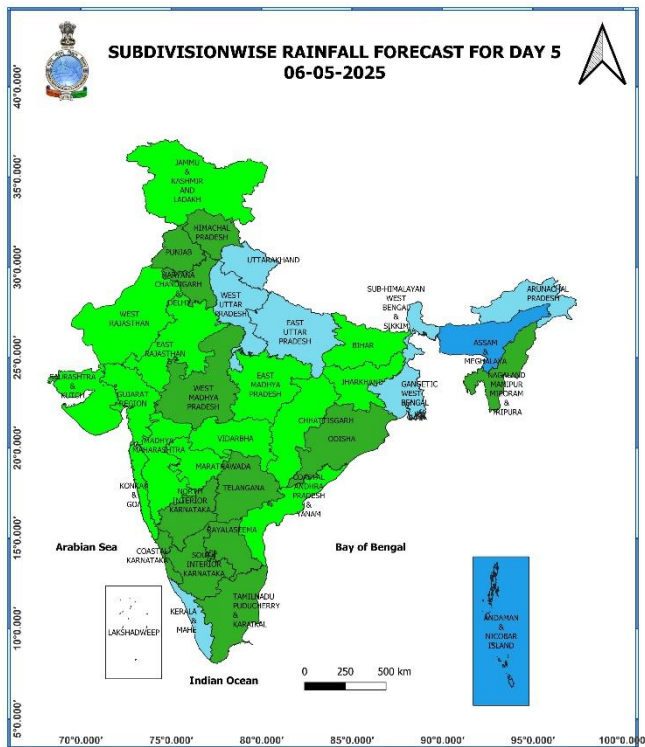 SUBDIVISIONWISE RAINFALL FORECAST FOR DAY 5
06-05-2025
40°0.000'
35°0.000'
30°0.000'
25°0.000'
20°0.000'
15°0.000'
10°0.000'
5°0.000'
JAMMU
&
KASHMIR
AND
LADAKH
HIMACHAL
PRADESH
PUNJAB
HARYANA
CHANDIGARH
&
DELHI
UTTARAKHAND
WEST
UTTAR
PRADESH
WEST
RAJASTHAN
EAST
RAJASTHAN
EAST
UTTAR
PRADESH
SUB-HIMALAYAN
WEST
BENGAL
&
SIKKIM
ARUNACHAL
PRADESH
ASSAM
&
MEGHALAYA
NAGALAND
MANIPUR
MIZORAM
&
TRIPURA
BIHAR
JHARKHAND
GANGETIC
WEST
BENGAL
SAURASHTRA
&
KUTCH
GUJARAT
REGION
WEST
MADHYA
PRADESH
EAST
MADHYA
PRADESH
CHHATTISGARH
ODISHA
MADHYA
MAHARASHTRA
VIDARBHA
MARATHAWADA
KONKAN
&
GOA
NORTH
INTERIOR
KARNATAKA
TELANGANA
COASTAL
ANDHRA
PRADESH
&
YANAM
RAYALASEEMA
COASTAL
KARNATAKA
SOUTH
INTERIOR
KARNATAKA
TAMILNADU
PUDUCHERRY
&
KARAIKAL
KERALA
&
MAHE
LAKSHADWEEP
ANDAMAN
&
NICOBAR
ISLAND
Arabian Sea
Bay of Bengal
Indian Ocean
0 250 500 km
70°0.000' 75°0.000' 80°0.000' 85°0.000' 90°0.000' 95°0.000' 100°0.000'